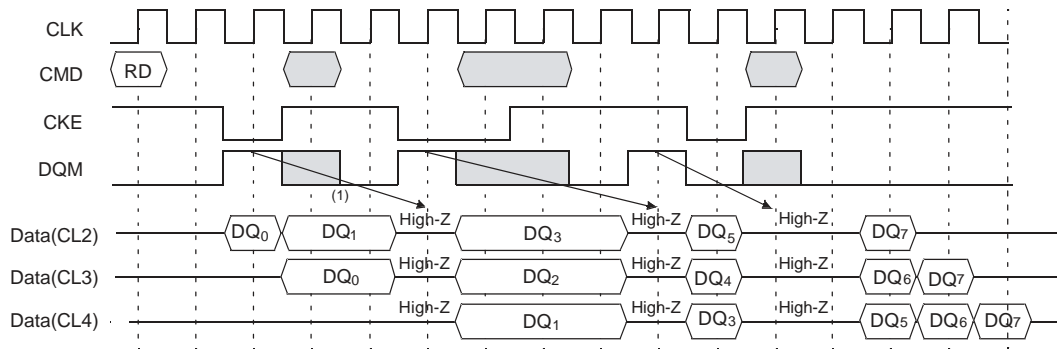 CLK
CMD RD
CKE
DQM
(1)
Data(CL2) DQ0 DQ1 High-Z DQ3 High-Z DQ5 High-Z DQ7
Data(CL3) DQ0 High-Z DQ2 High-Z DQ4 High-Z DQ6 DQ7
Data(CL4) High-Z DQ1 High-Z DQ3 High-Z DQ5 DQ6 DQ7